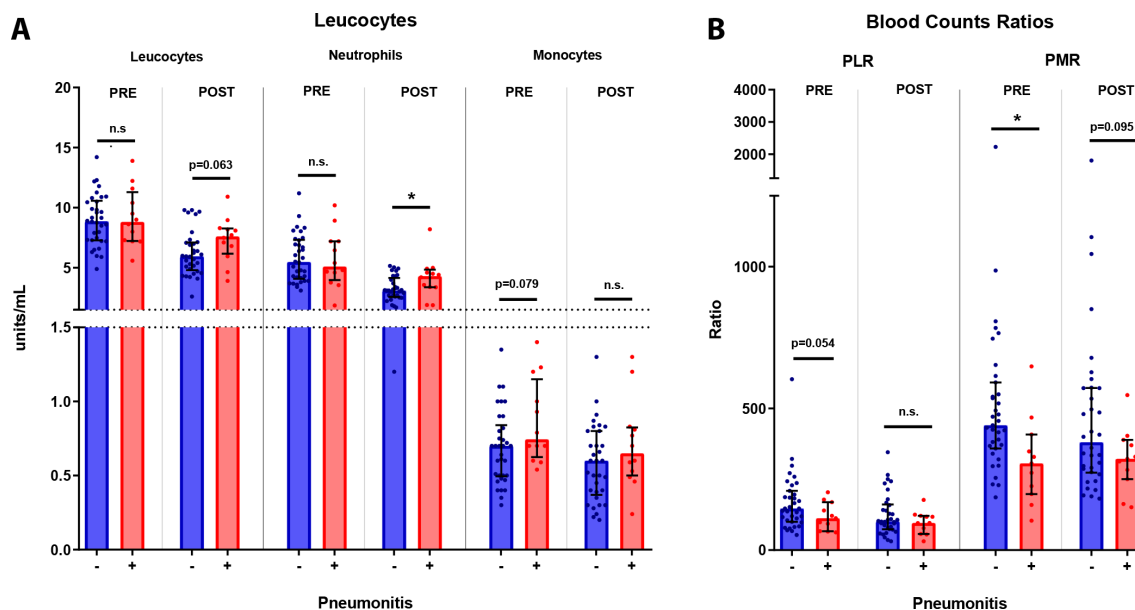 A
Leucocytes
Leucocytes
Neutrophils
Monocytes
PRE
POST
PRE
POST
PRE
POST
n.s
p=0.063
n.s.
*
p=0.079
n.s.
units/mL
20
15
10
5
1.5
1.0
0.5
0.0
- + - + - + - + - + - +
Pneumonitis
B
Blood Counts Ratios
PLR
PMR
PRE
POST
PRE
POST
p=0.054
n.s.
*
p=0.095
Ratio
4000
3000
2000
1000
500
0
- + - + - + - +
Pneumonitis